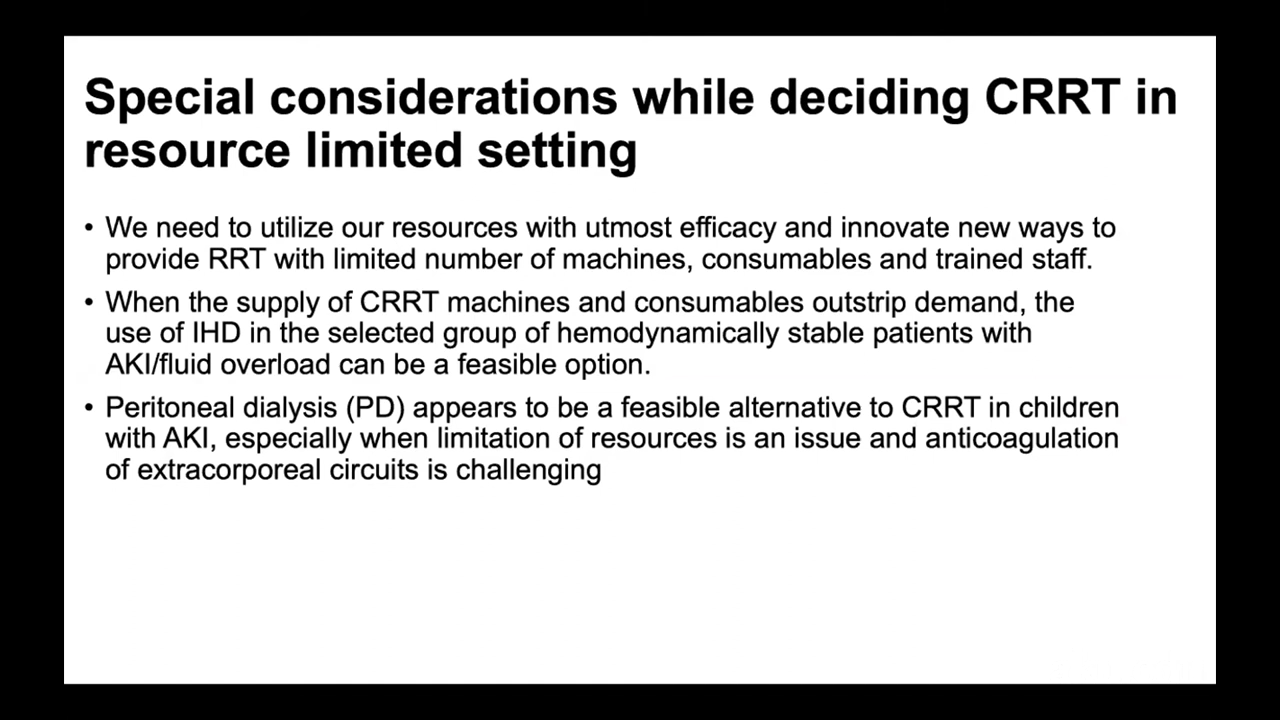 Special considerations while deciding CRRT in
resource limited setting
• We need to utilize our resources with utmost efficacy and innovate new ways to
provide RRT with limited number of machines, consumables and trained staff.
• When the supply of CRRT machines and consumables outstrip demand, the
use of IHD in the selected group of hemodynamically stable patients with
AKI/fluid overload can be a feasible option.
• Peritoneal dialysis (PD) appears to be a feasible alternative to CRRT in children
with AKI, especially when limitation of resources is an issue and anticoagulation
of extracorporeal circuits is challenging